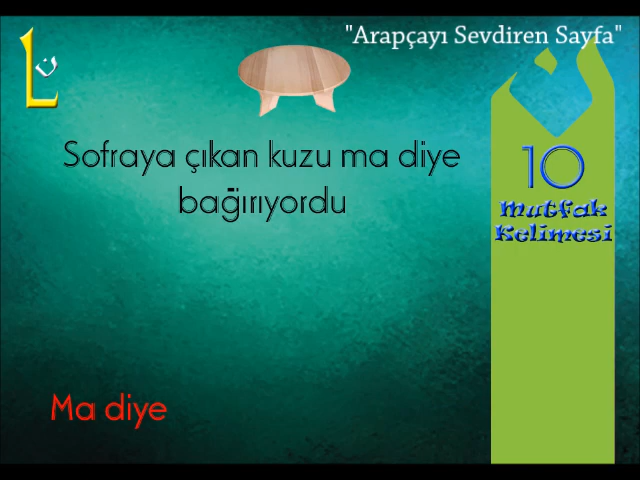 "Arapçayı Sevdiren Sayfa"
L ن
ن
Sofraya çıkan kuzu ma diye
bağırıyordu
10
Mutfak
Kelimesi
Ma diye